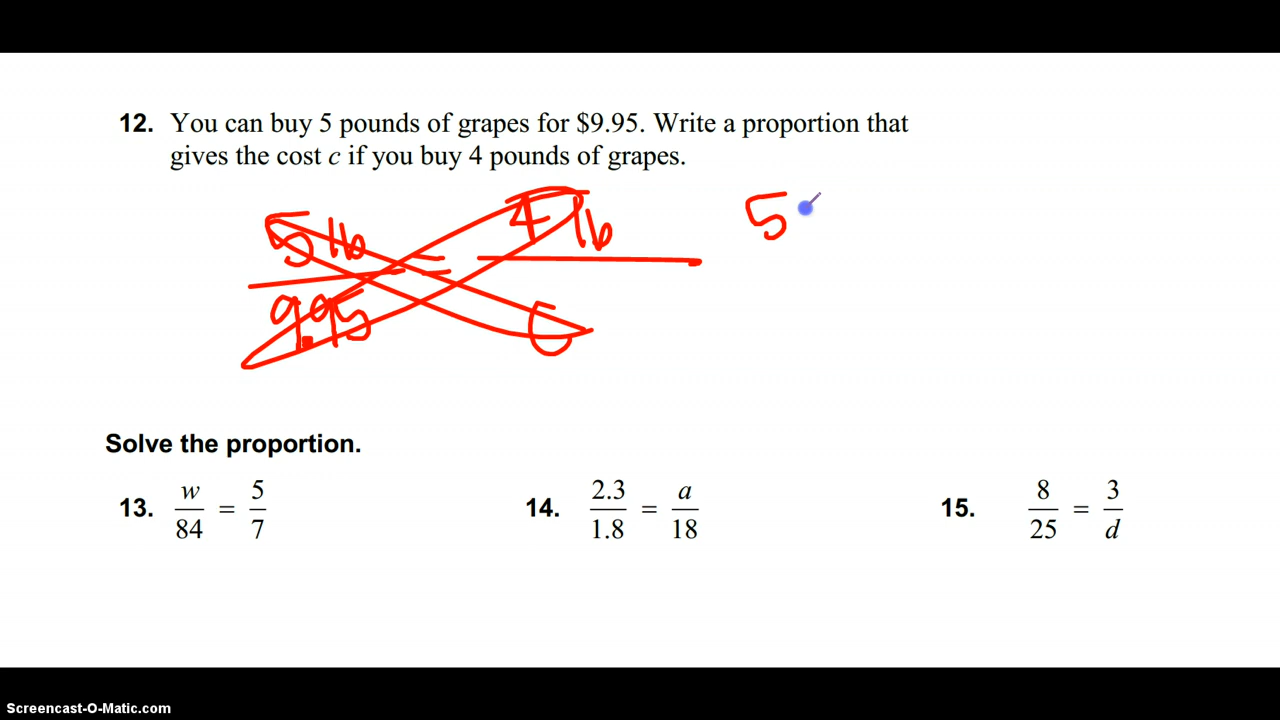 12. You can buy 5 pounds of grapes for $9.95. Write a proportion that
gives the cost c if you buy 4 pounds of grapes.
5 lb / 9.95 = 4 lb / c
5
Solve the proportion.
13. w/84 = 5/7
14. 2.3/1.8 = a/18
15. 8/25 = 3/d
Screencast-O-Matic.com